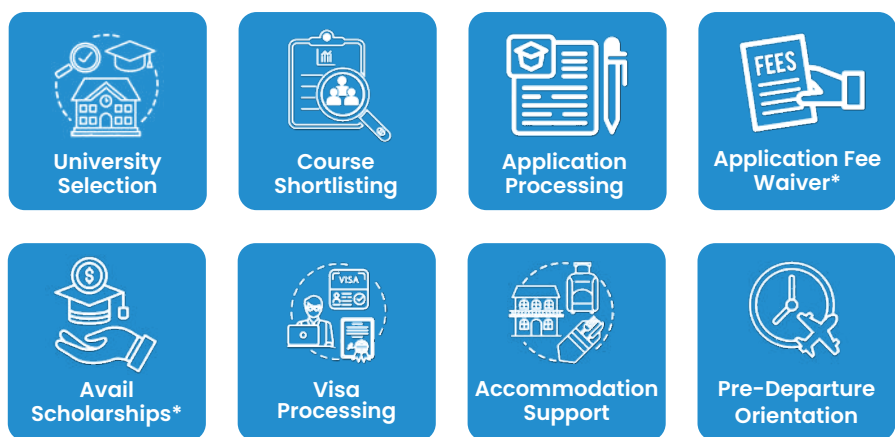 University
Selection
Course
Shortlisting
Application
Processing
FEES
Application Fee
Waiver*
$
Avail
Scholarships*
VISA
Visa
Processing
Accommodation
Support
Pre-Departure
Orientation